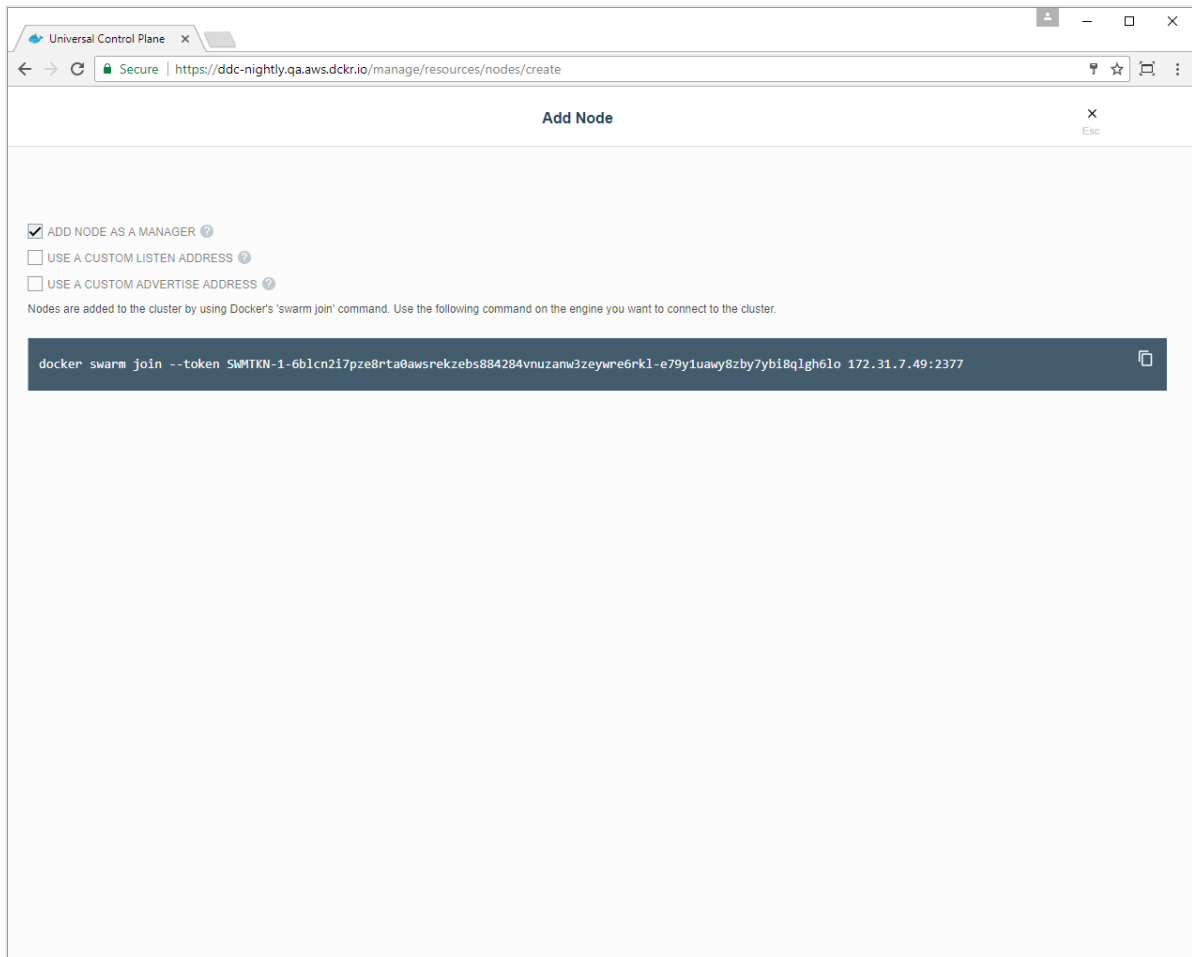 Universal Control Plane
Secure | https://ddc-nightly.qa.aws.dckr.io/manage/resources/nodes/create
Add Node
Esc
ADD NODE AS A MANAGER ?
USE A CUSTOM LISTEN ADDRESS ?
USE A CUSTOM ADVERTISE ADDRESS ?
Nodes are added to the cluster by using Docker's 'swarm join' command. Use the following command on the engine you want to connect to the cluster.
docker swarm join --token SWMTKN-1-6blcn2i7pze8rta0awsrekzebs884284vnuzanw3zeywre6rkl-e79y1uawy8zby7ybi8qlgh6lo 172.31.7.49:2377